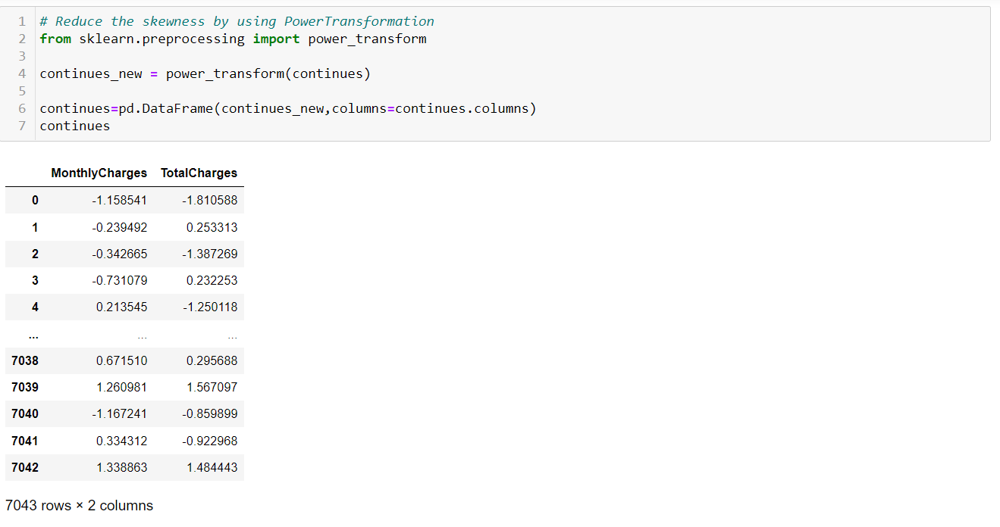 1 # Reduce the skewness by using PowerTransformation
2 from sklearn.preprocessing import power_transform
3
4 continues_new = power_transform(continues)
5
6 continues=pd.DataFrame(continues_new,columns=continues.columns)
7 continues
MonthlyCharges TotalCharges
0 -1.158541 -1.810588
1 -0.239492 0.253313
2 -0.342665 -1.387269
3 -0.731079 0.232253
4 0.213545 -1.250118
... ... ...
7038 0.671510 0.295688
7039 1.260981 1.567097
7040 -1.167241 -0.859899
7041 0.334312 -0.922968
7042 1.338863 1.484443
7043 rows × 2 columns